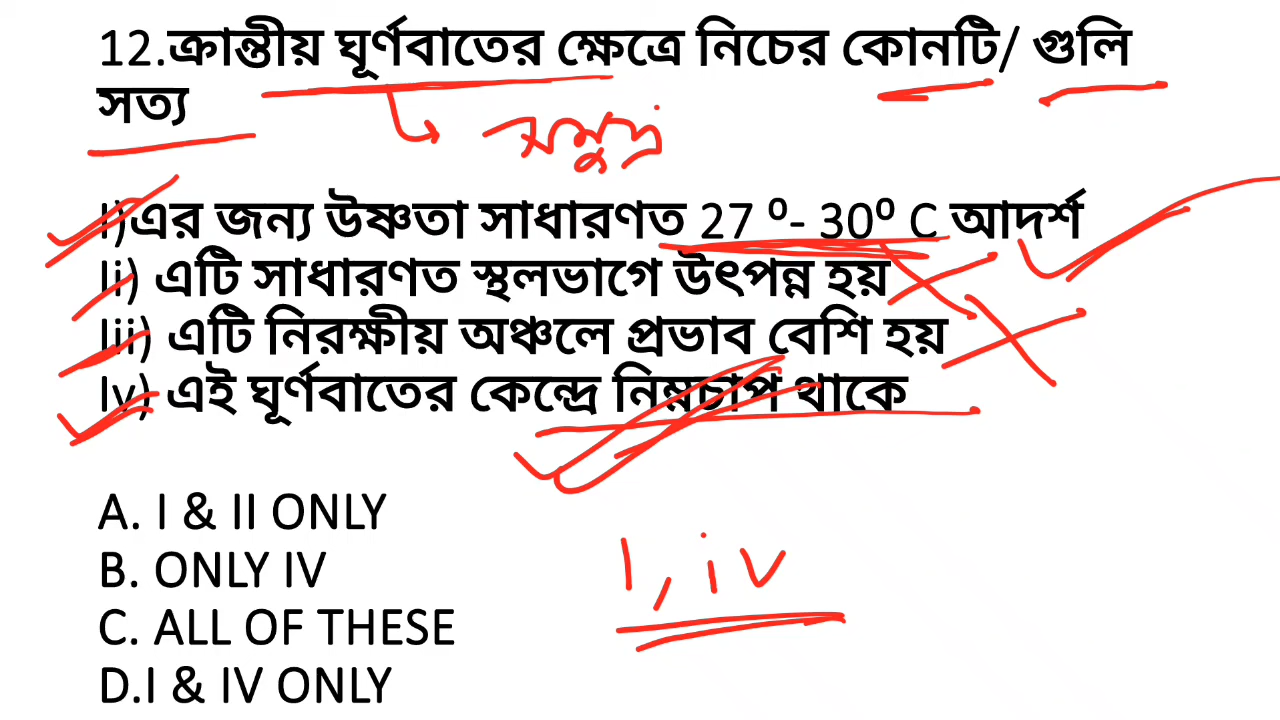 12.ক্রান্তীয় ঘূর্ণবাতের ক্ষেত্রে নিচের কোনটি/ গুলি
সত্য
সমুদ্র
I)এর জন্য উষ্ণতা সাধারণত 27 ⁰- 30⁰ C আদর্শ
Ii) এটি সাধারণত স্থলভাগে উৎপন্ন হয়
Iii) এটি নিরক্ষীয় অঞ্চলে প্রভাব বেশি হয়
Iv) এই ঘূর্ণবাতের কেন্দ্রে নিম্নচাপ থাকে
A. I & II ONLY
B. ONLY IV
C. ALL OF THESE
D.I & IV ONLY
I, iv